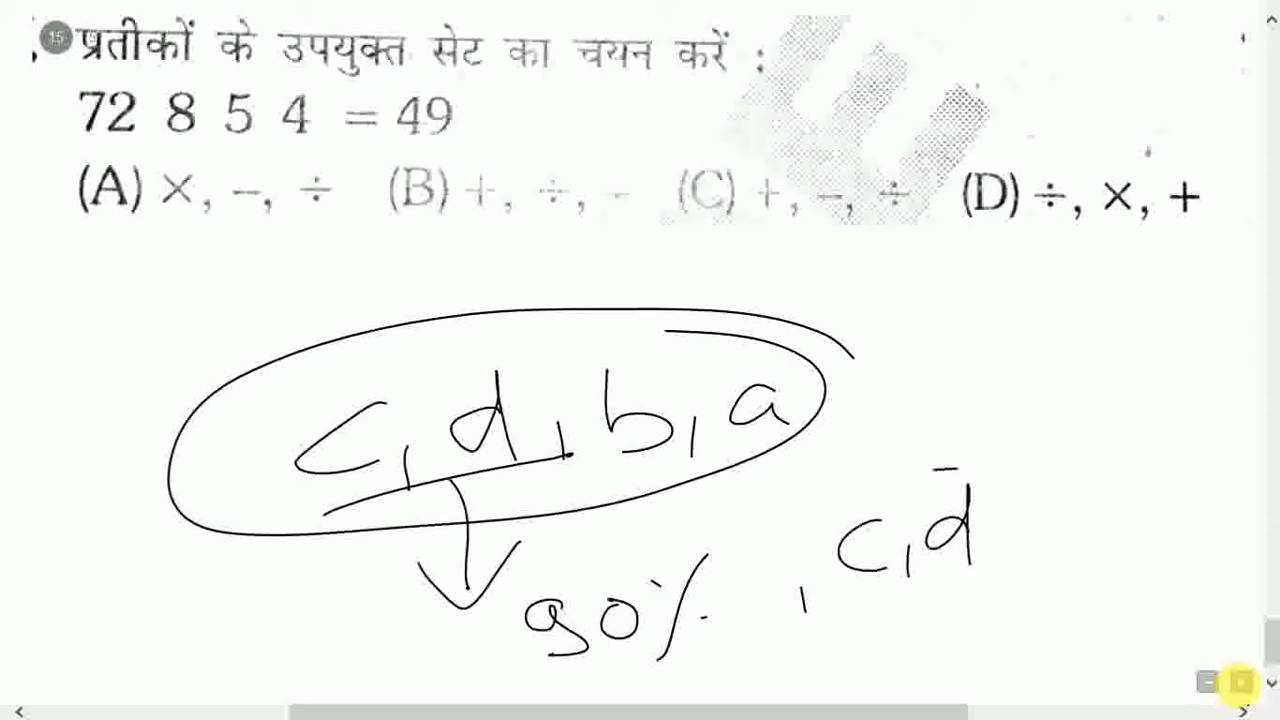 15 प्रतीकों के उपयुक्त सेट का चयन करें :
72 8 5 4 = 49
(A) ×, –, ÷ (B) +, ÷, - (C) +, –, ÷ (D) ÷, ×, +
c, d, b, a
, c, d
90%